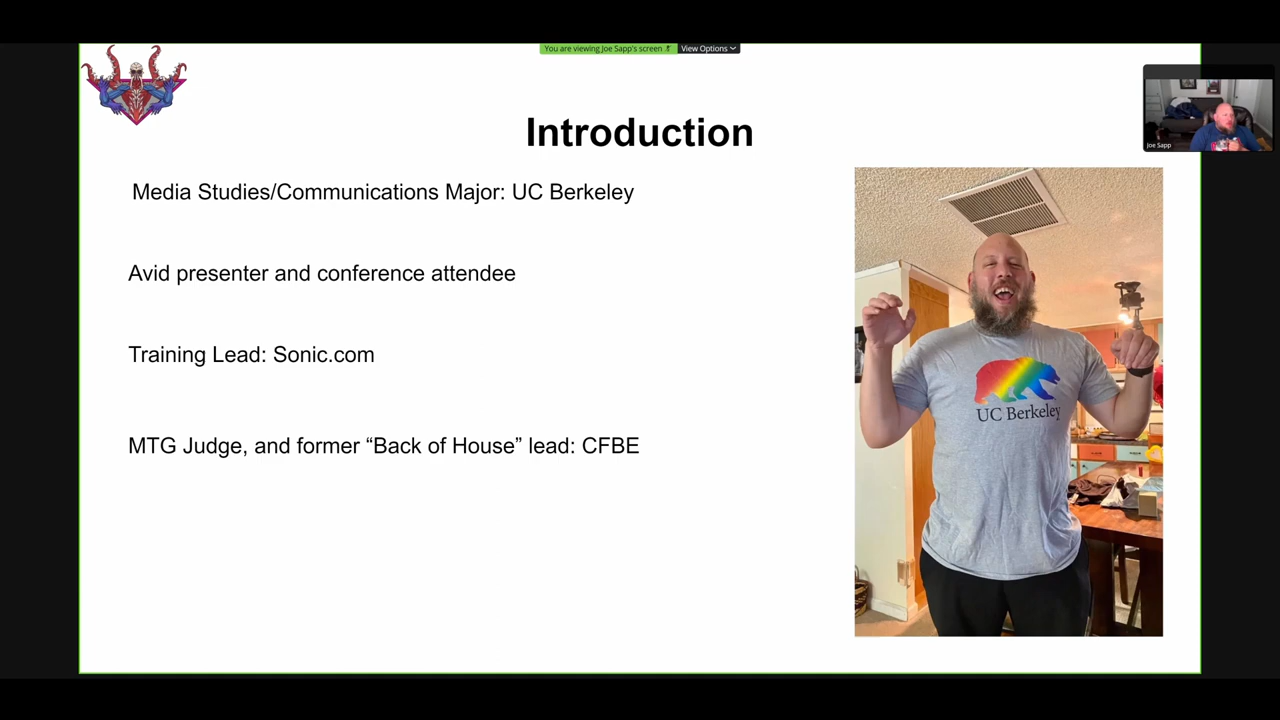 You are viewing Joe Sapp's screen
View Options
Joe Sapp
Introduction
Media Studies/Communications Major: UC Berkeley
Avid presenter and conference attendee
Training Lead: Sonic.com
MTG Judge, and former “Back of House” lead: CFBE
UC Berkeley